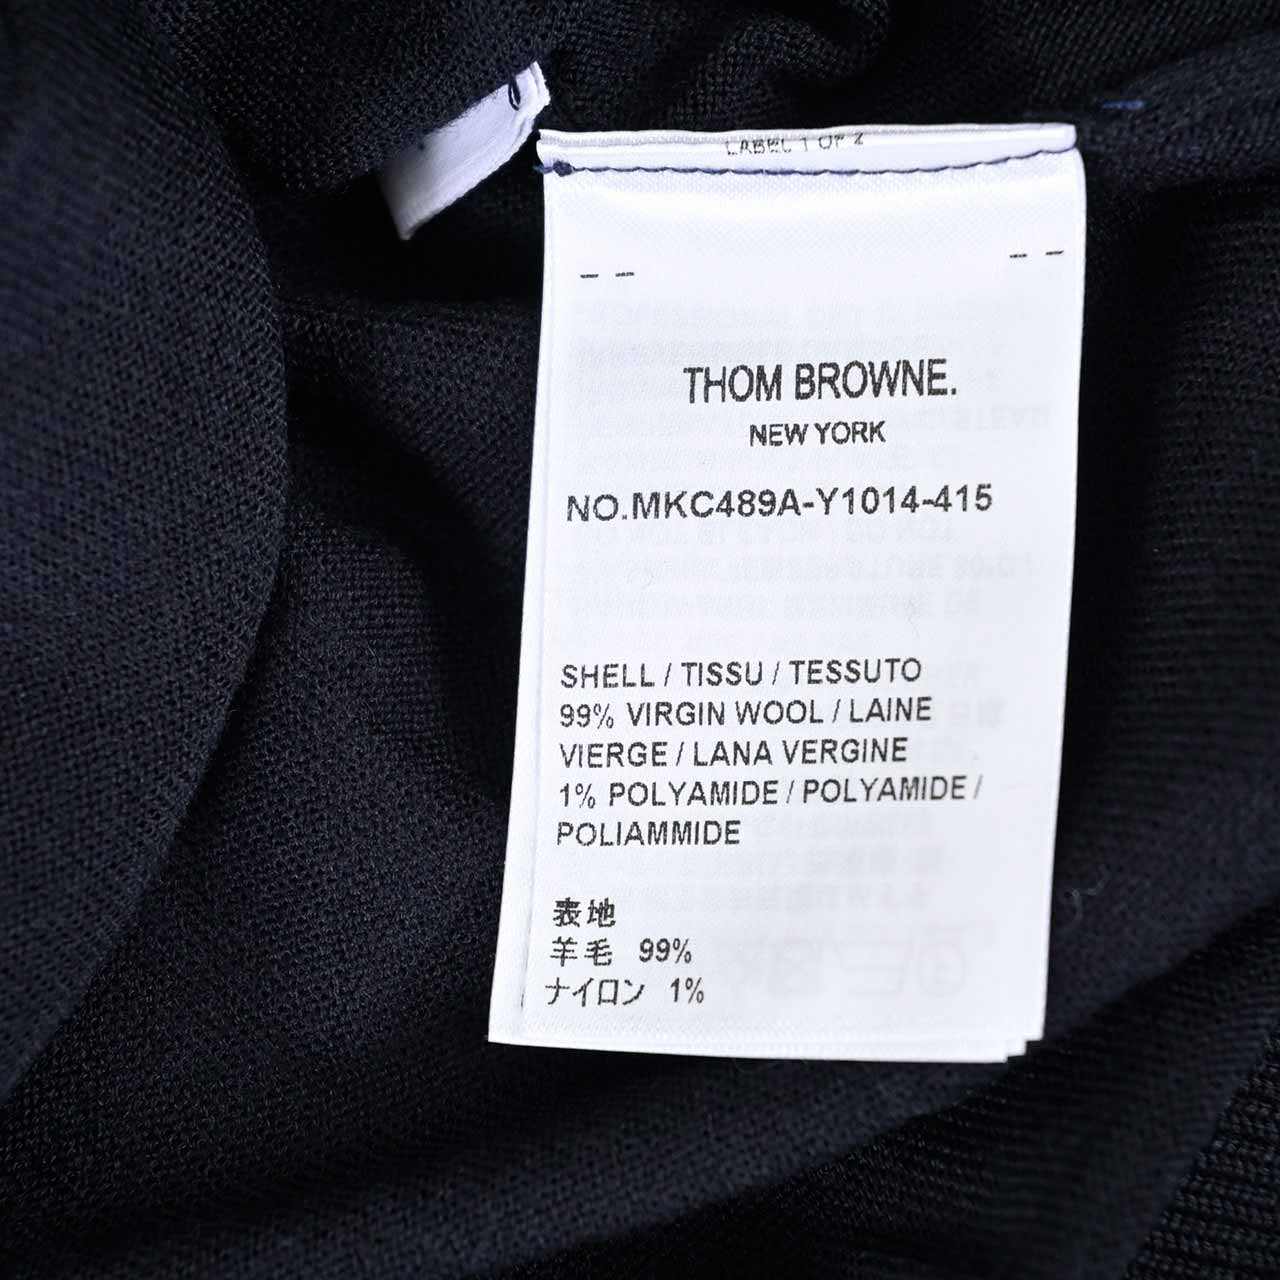 LABEL 1 OF 2
THOM BROWNE.
NEW YORK
NO.MKC489A-Y1014-415
SHELL / TISSU / TESSUTO
99% VIRGIN WOOL / LAINE
VIERGE / LANA VERGINE
1% POLYAMIDE / POLYAMIDE /
POLIAMMIDE
表地
羊毛 99%
ナイロン 1%